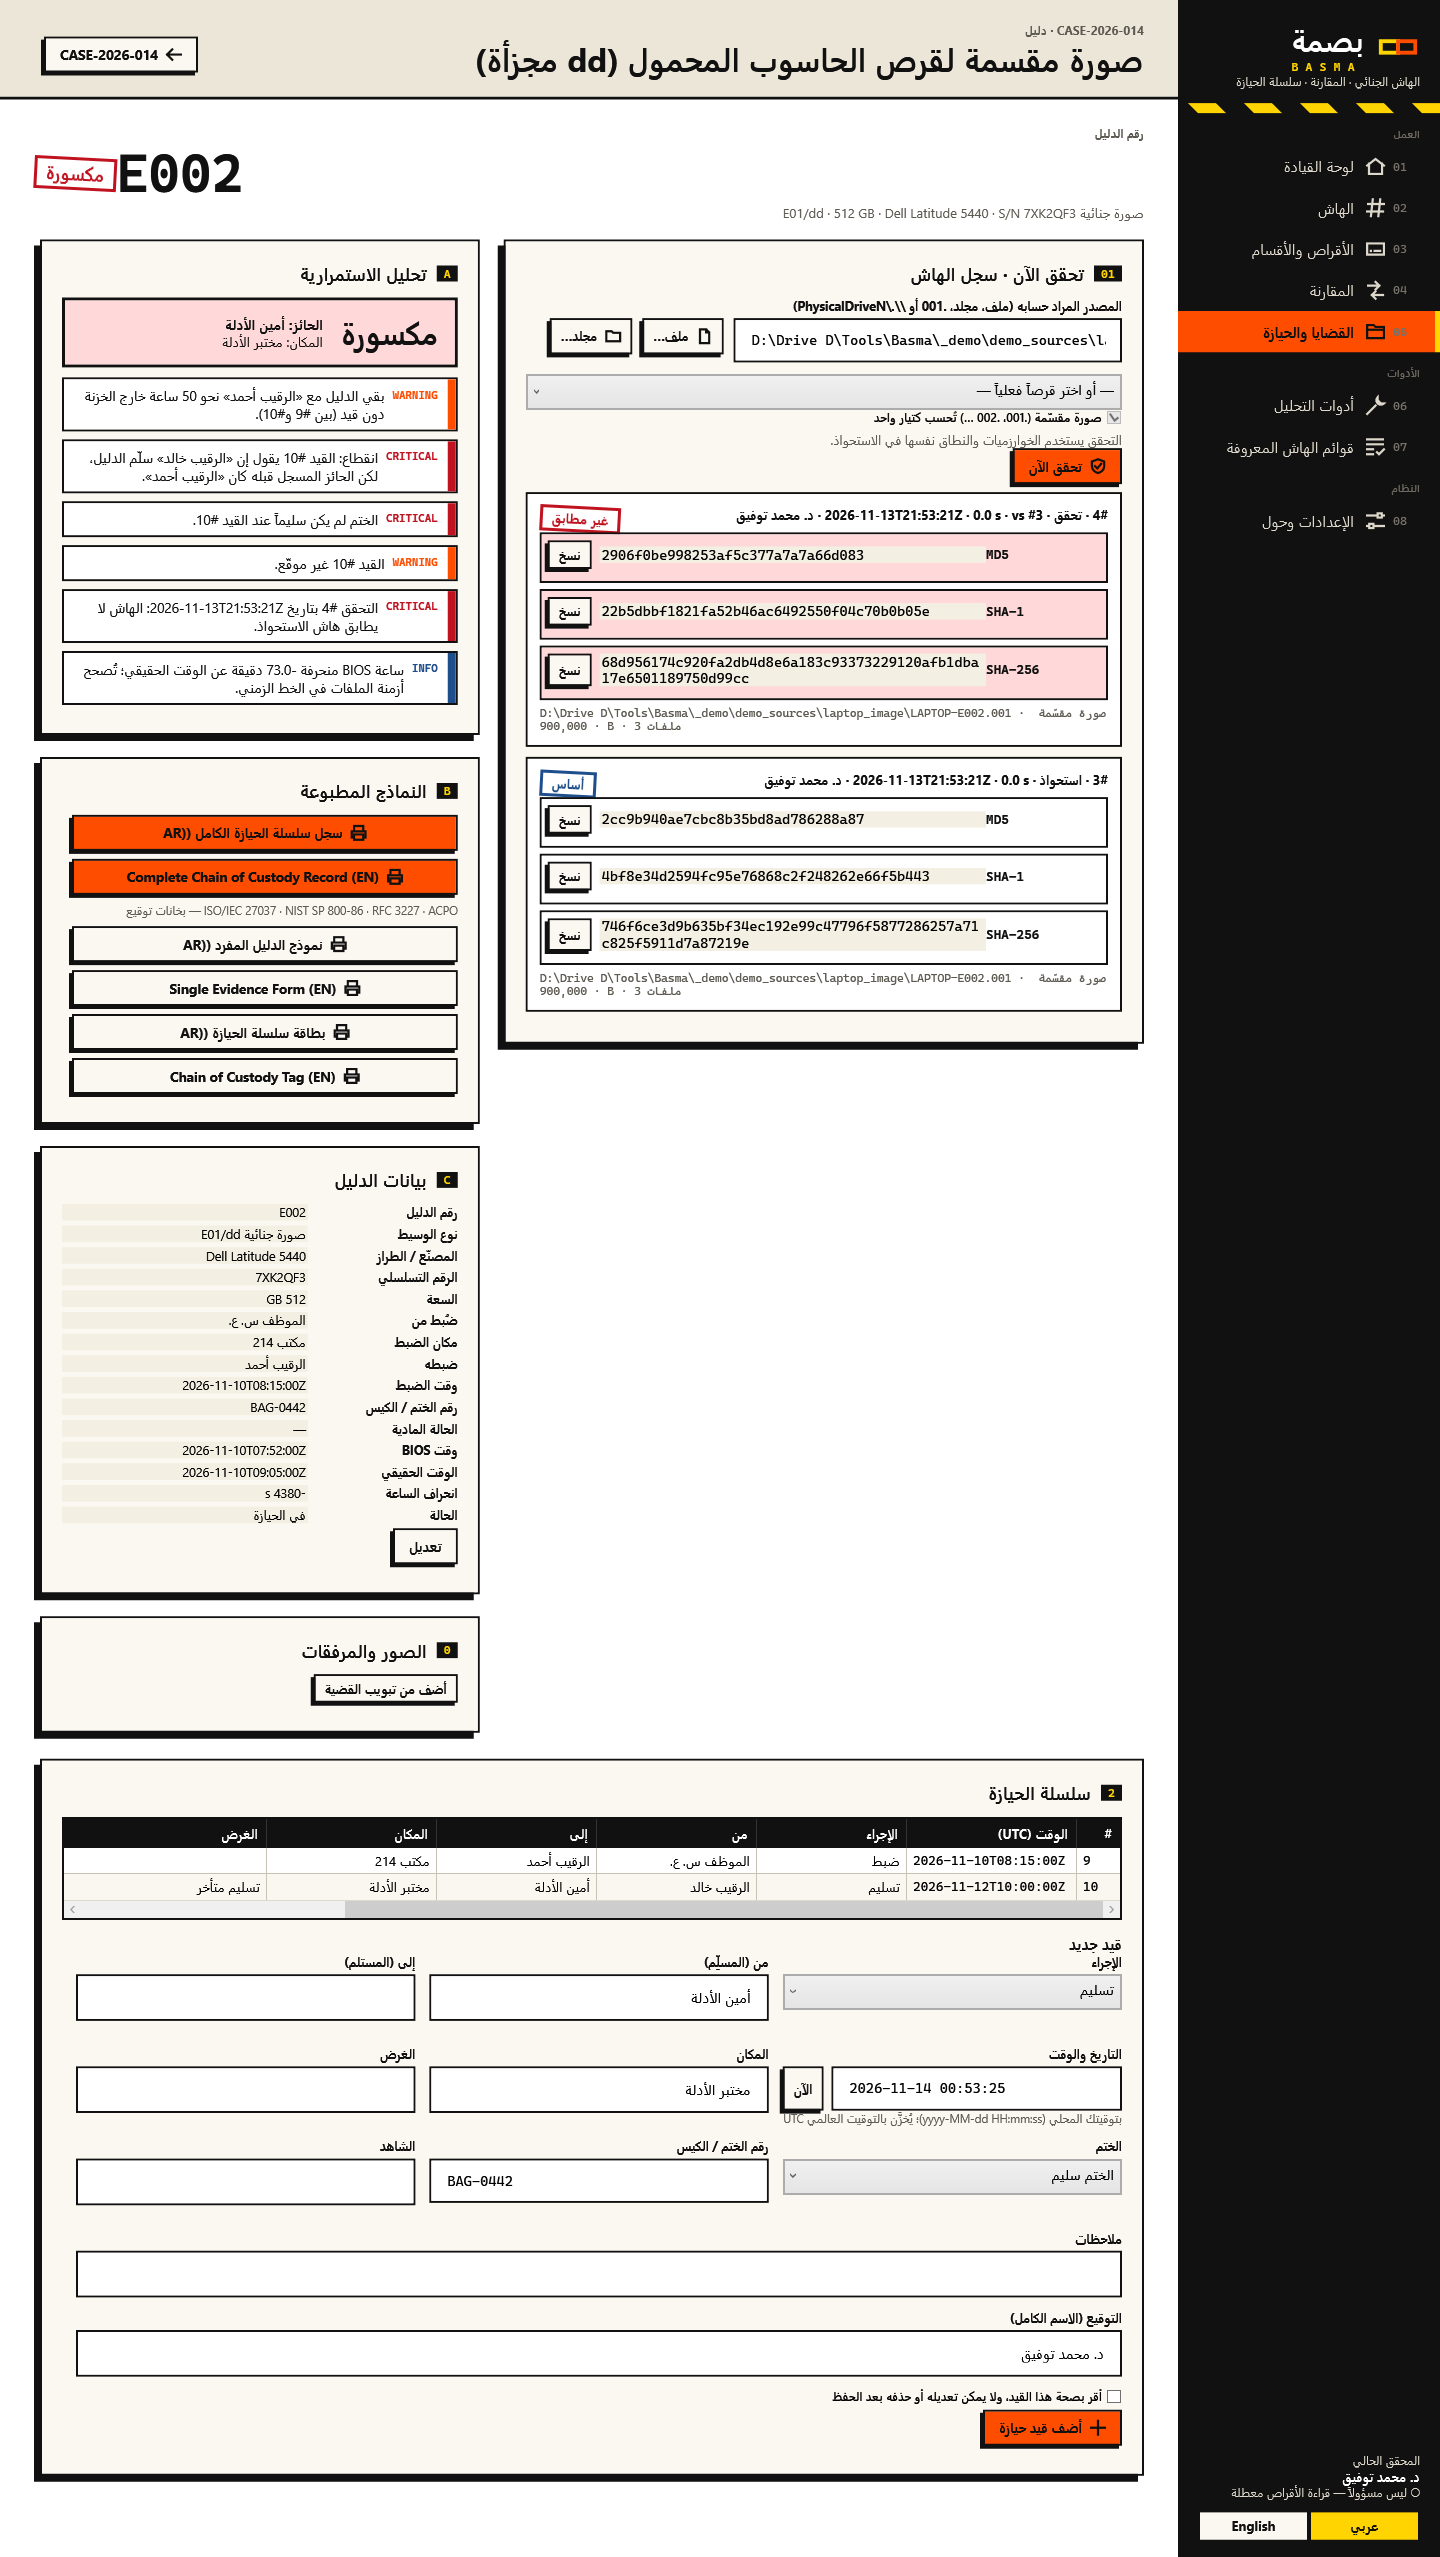 بصمة
BASMA
الهاش الجنائي · المقارنة · سلسلة الحيازة
العمل
01 لوحة القيادة
02 الهاش
03 الأقراص والأقسام
04 المقارنة
05 القضايا والحيازة
الأدوات
06 أدوات التحليل
07 قوائم الهاش المعروفة
النظام
08 الإعدادات وحول
المحقق الحالي
د. محمد توفيق
ليس مسؤولاً — قراءة الأقراص معطلة
عربي
English
CASE-2026-014 · دليل
صورة مقسمة لقرص الحاسوب المحمول (dd مجزأة)
CASE-2026-014
رقم الدليل
E002
مكسورة
صورة جنائية E01/dd · 512 GB · Dell Latitude 5440 · S/N 7XK2QF3
01 تحقق الآن · سجل الهاش
المصدر المراد حسابه (ملف، مجلد، .001 أو \\.\PhysicalDriveN)
D:\Drive D\Tools\Basma\_demo\demo_sources\l
ملف...
مجلد...
— أو اختر قرصاً فعلياً —
صورة مقسّمة (.001، .002 ...) تُحسب كتيار واحد
التحقق يستخدم الخوارزميات والنطاق نفسها في الاستحواذ.
تحقق الآن
#4 · تحقق · 2026-11-13T21:53:21Z · 0.0 s · vs #3 · د. محمد توفيق
غير مطابق
MD5 2906f0be998253af5c377a7a7a66d083 نسخ
SHA-1 22b5dbbf1821fa52b46ac6492550f04c70b0b05e نسخ
SHA-256 68d956174c920fa2db4d8e6a183c93373229120afb1dba
17e6501189750d99cc نسخ
D:\Drive D\Tools\Basma\_demo\demo_sources\laptop_image\LAPTOP-E002.001 · صورة مقسّمة
900,000 · B · 3 ملفات
#3 · استحواذ · 2026-11-13T21:53:21Z · 0.0 s · د. محمد توفيق
أساس
MD5 2cc9b940ae7cbc8b35bd8ad786288a87 نسخ
SHA-1 4bf8e34d2594fc95e76868c2f248262e66f5b443 نسخ
SHA-256 746f6ce3d9b635bf34ec192e99c47796f5877286257a71
c825f5911d7a87219e نسخ
D:\Drive D\Tools\Basma\_demo\demo_sources\laptop_image\LAPTOP-E002.001 · صورة مقسّمة
900,000 · B · 3 ملفات
A تحليل الاستمرارية
مكسورة
الحائز: أمين الأدلة
المكان: مختبر الأدلة
WARNING بقي الدليل مع «الرقيب أحمد» نحو 50 ساعة خارج الخزنة
دون قيد (بين #9 و#10).
CRITICAL انقطاع: القيد #10 يقول إن «الرقيب خالد» سلّم الدليل،
لكن الحائز المسجل قبله كان «الرقيب أحمد».
CRITICAL الختم لم يكن سليماً عند القيد #10.
WARNING القيد #10 غير موقّع.
CRITICAL التحقق #4 بتاريخ 2026-11-13T21:53:21Z: الهاش لا
يطابق هاش الاستحواذ.
INFO ساعة BIOS منحرفة -73.0 دقيقة عن الوقت الحقيقي؛ تُصحح
أزمنة الملفات في الخط الزمني.
B النماذج المطبوعة
سجل سلسلة الحيازة الكامل ((AR
Complete Chain of Custody Record (EN)
ISO/IEC 27037 · NIST SP 800-86 · RFC 3227 · ACPO — بخانات توقيع
نموذج الدليل المفرد ((AR
Single Evidence Form (EN)
بطاقة سلسلة الحيازة ((AR
Chain of Custody Tag (EN)
C بيانات الدليل
رقم الدليل E002
نوع الوسيط صورة جنائية E01/dd
المصنّع / الطراز Dell Latitude 5440
الرقم التسلسلي 7XK2QF3
السعة GB 512
ضُبط من الموظف س. ع.
مكان الضبط مكتب 214
ضبطه الرقيب أحمد
وقت الضبط 2026-11-10T08:15:00Z
رقم الختم / الكيس BAG-0442
الحالة المادية —
وقت BIOS 2026-11-10T07:52:00Z
الوقت الحقيقي 2026-11-10T09:05:00Z
انحراف الساعة s 4380-
الحالة في الحيازة
تعديل
0 الصور والمرفقات
أضف من تبويب القضية
2 سلسلة الحيازة
# الوقت (UTC) الإجراء من إلى المكان الغرض
9 2026-11-10T08:15:00Z ضبط الموظف س. ع. الرقيب أحمد مكتب 214
10 2026-11-12T10:00:00Z تسليم الرقيب خالد أمين الأدلة مختبر الأدلة تسليم متأخر
قيد جديد
الإجراء من (المسلِّم) إلى (المستلم)
تسليم أمين الأدلة
التاريخ والوقت المكان الغرض
2026-11-14 00:53:25 الآن مختبر الأدلة
بتوقيتك المحلي (yyyy-MM-dd HH:mm:ss)؛ يُخزَّن بالتوقيت العالمي UTC
الختم رقم الختم / الكيس الشاهد
الختم سليم BAG-0442
ملاحظات
التوقيع (الاسم الكامل)
د. محمد توفيق
أقر بصحة هذا القيد، ولا يمكن تعديله أو حذفه بعد الحفظ
أضف قيد حيازة